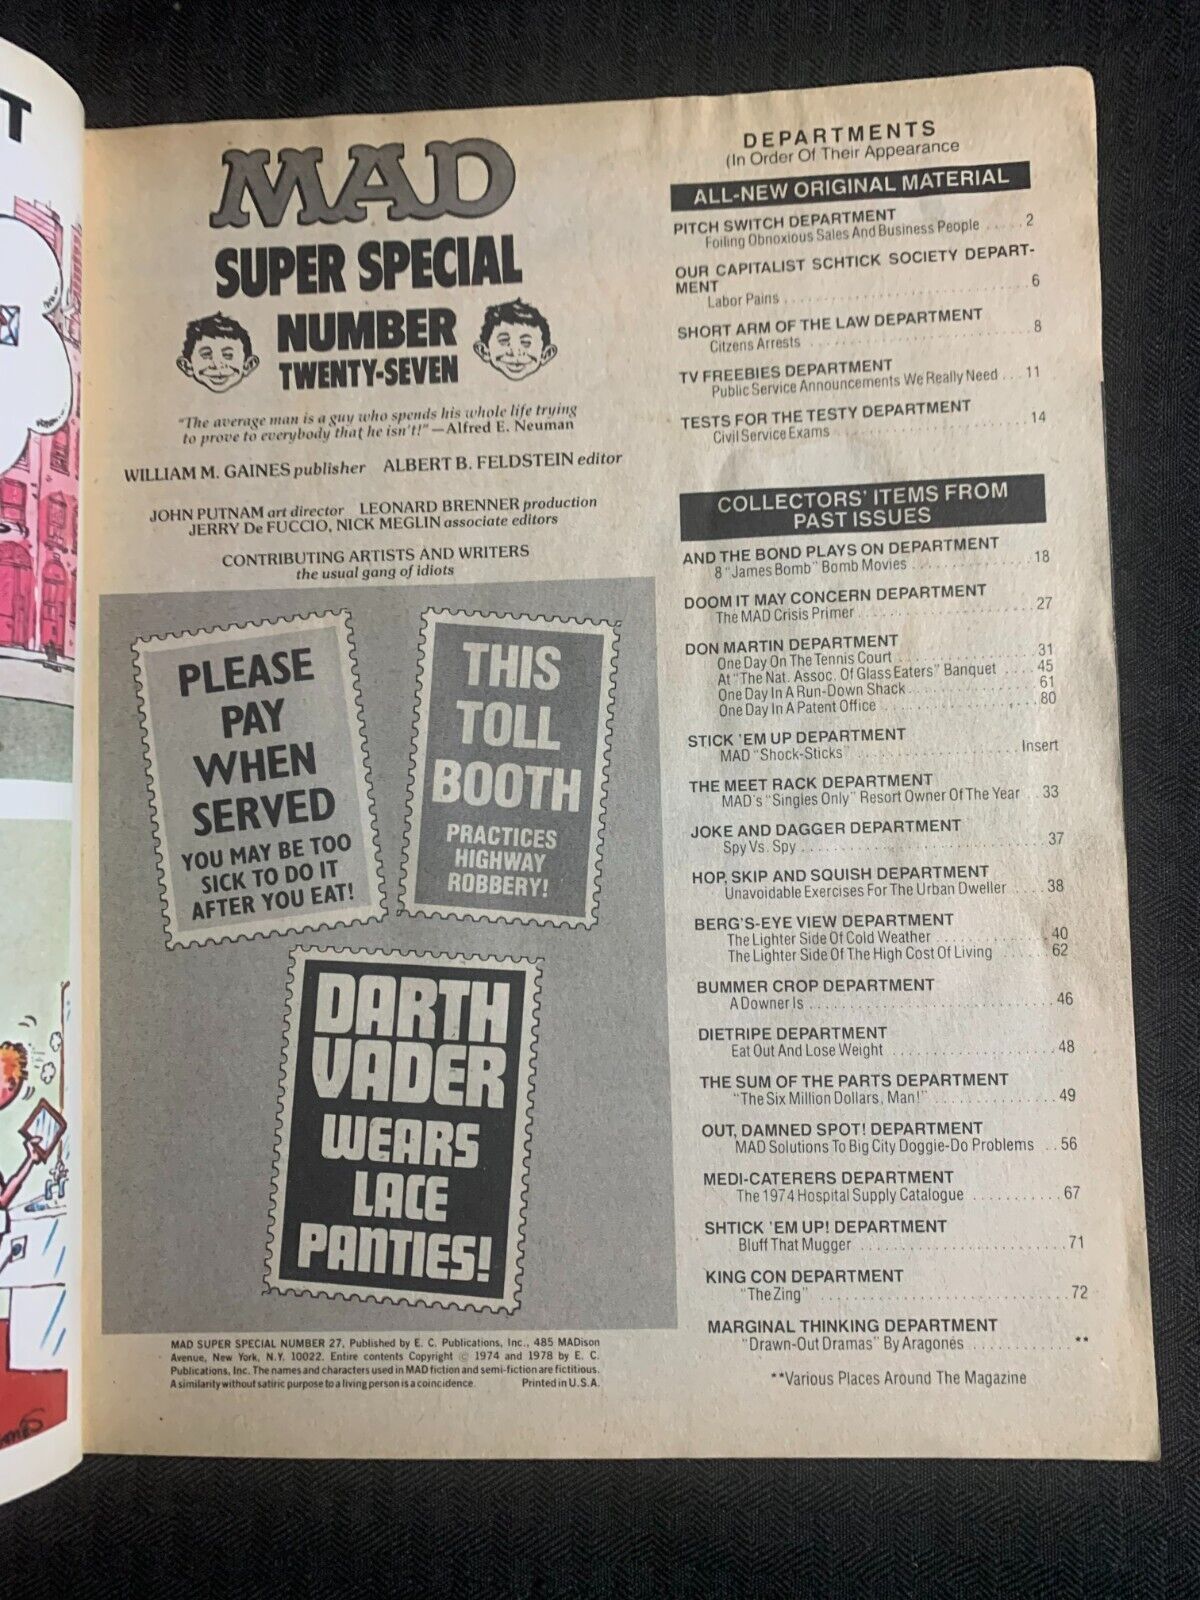 T
MAD
SUPER SPECIAL
NUMBER
TWENTY-SEVEN
"The average man is a guy who spends his whole life trying
to prove to everybody that he isn't!"—Alfred E. Neuman
WILLIAM M. GAINES publisher ALBERT B. FELDSTEIN editor
JOHN PUTNAM art director LEONARD BRENNER production
JERRY De FUCCIO, NICK MEGLIN associate editors
CONTRIBUTING ARTISTS AND WRITERS
the usual gang of idiots
PLEASE
PAY
WHEN
SERVED
YOU MAY BE TOO
SICK TO DO IT
AFTER YOU EAT!
THIS
TOLL
BOOTH
PRACTICES
HIGHWAY
ROBBERY!
DARTH
VADER
WEARS
LACE
PANTIES!
MAD SUPER SPECIAL NUMBER 27, Published by E. C. Publications, Inc., 485 MADison
Avenue, New York, N.Y. 10022. Entire contents Copyright © 1974 and 1978 by E. C.
Publications, Inc. The names and characters used in MAD fiction and semi-fiction are fictitious.
A similarity without satiric purpose to a living person is a coincidence. Printed in U.S.A.
DEPARTMENTS
(In Order Of Their Appearance
ALL-NEW ORIGINAL MATERIAL
PITCH SWITCH DEPARTMENT
Foiling Obnoxious Sales And Business People ..... 2
OUR CAPITALIST SCHTICK SOCIETY DEPART-
MENT
Labor Pains ..... 6
SHORT ARM OF THE LAW DEPARTMENT
Citzens Arrests ..... 8
TV FREEBIES DEPARTMENT
Public Service Announcements We Really Need ... 11
TESTS FOR THE TESTY DEPARTMENT
Civil Service Exams ..... 14
COLLECTORS' ITEMS FROM
PAST ISSUES
AND THE BOND PLAYS ON DEPARTMENT
8 "James Bomb" Bomb Movies ..... 18
DOOM IT MAY CONCERN DEPARTMENT
The MAD Crisis Primer ..... 27
DON MARTIN DEPARTMENT
One Day On The Tennis Court ..... 31
At "The Nat. Assoc. Of Glass Eaters" Banquet .... 45
One Day In A Run-Down Shack ..... 61
One Day In A Patent Office ..... 80
STICK 'EM UP DEPARTMENT
MAD "Shock-Sticks" ..... Insert
THE MEET RACK DEPARTMENT
MAD's "Singles Only" Resort Owner Of The Year .. 33
JOKE AND DAGGER DEPARTMENT
Spy Vs. Spy ..... 37
HOP, SKIP AND SQUISH DEPARTMENT
Unavoidable Exercises For The Urban Dweller .... 38
BERG'S-EYE VIEW DEPARTMENT
The Lighter Side Of Cold Weather ..... 40
The Lighter Side Of The High Cost Of Living ..... 62
BUMMER CROP DEPARTMENT
A Downer Is ..... 46
DIETRIPE DEPARTMENT
Eat Out And Lose Weight ..... 48
THE SUM OF THE PARTS DEPARTMENT
"The Six Million Dollars, Man!" ..... 49
OUT, DAMNED SPOT! DEPARTMENT
MAD Solutions To Big City Doggie-Do Problems .. 56
MEDI-CATERERS DEPARTMENT
The 1974 Hospital Supply Catalogue ..... 67
SHTICK 'EM UP! DEPARTMENT
Bluff That Mugger ..... 71
KING CON DEPARTMENT
"The Zing" ..... 72
MARGINAL THINKING DEPARTMENT
"Drawn-Out Dramas" By Aragonés ..... **
**Various Places Around The Magazine